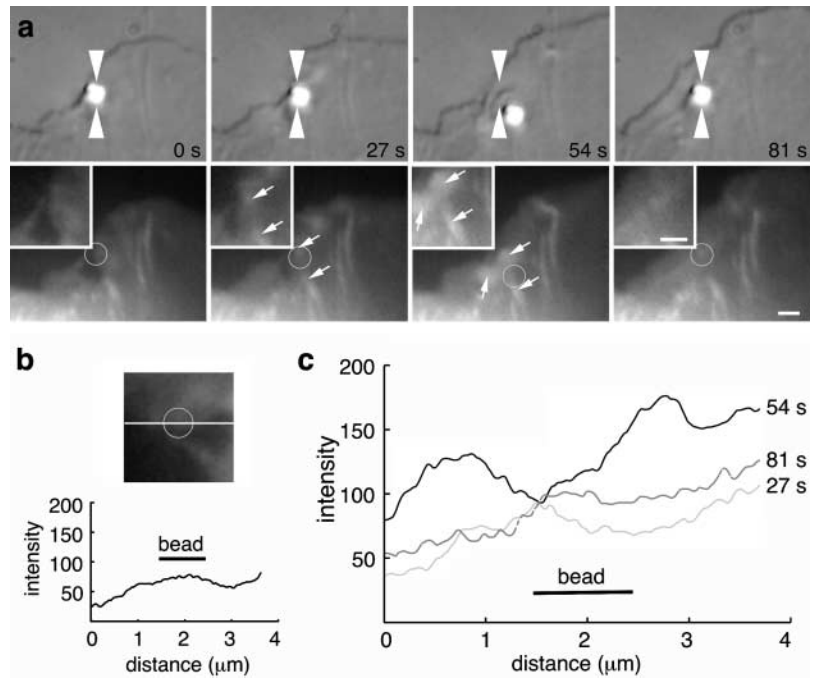 a
0 s
27 s
54 s
81 s
b
200
150
100
50
intensity
bead
0
1
2
3
4
distance (μm)
c
200
150
100
50
intensity
54 s
81 s
27 s
bead
0
1
2
3
4
distance (μm)